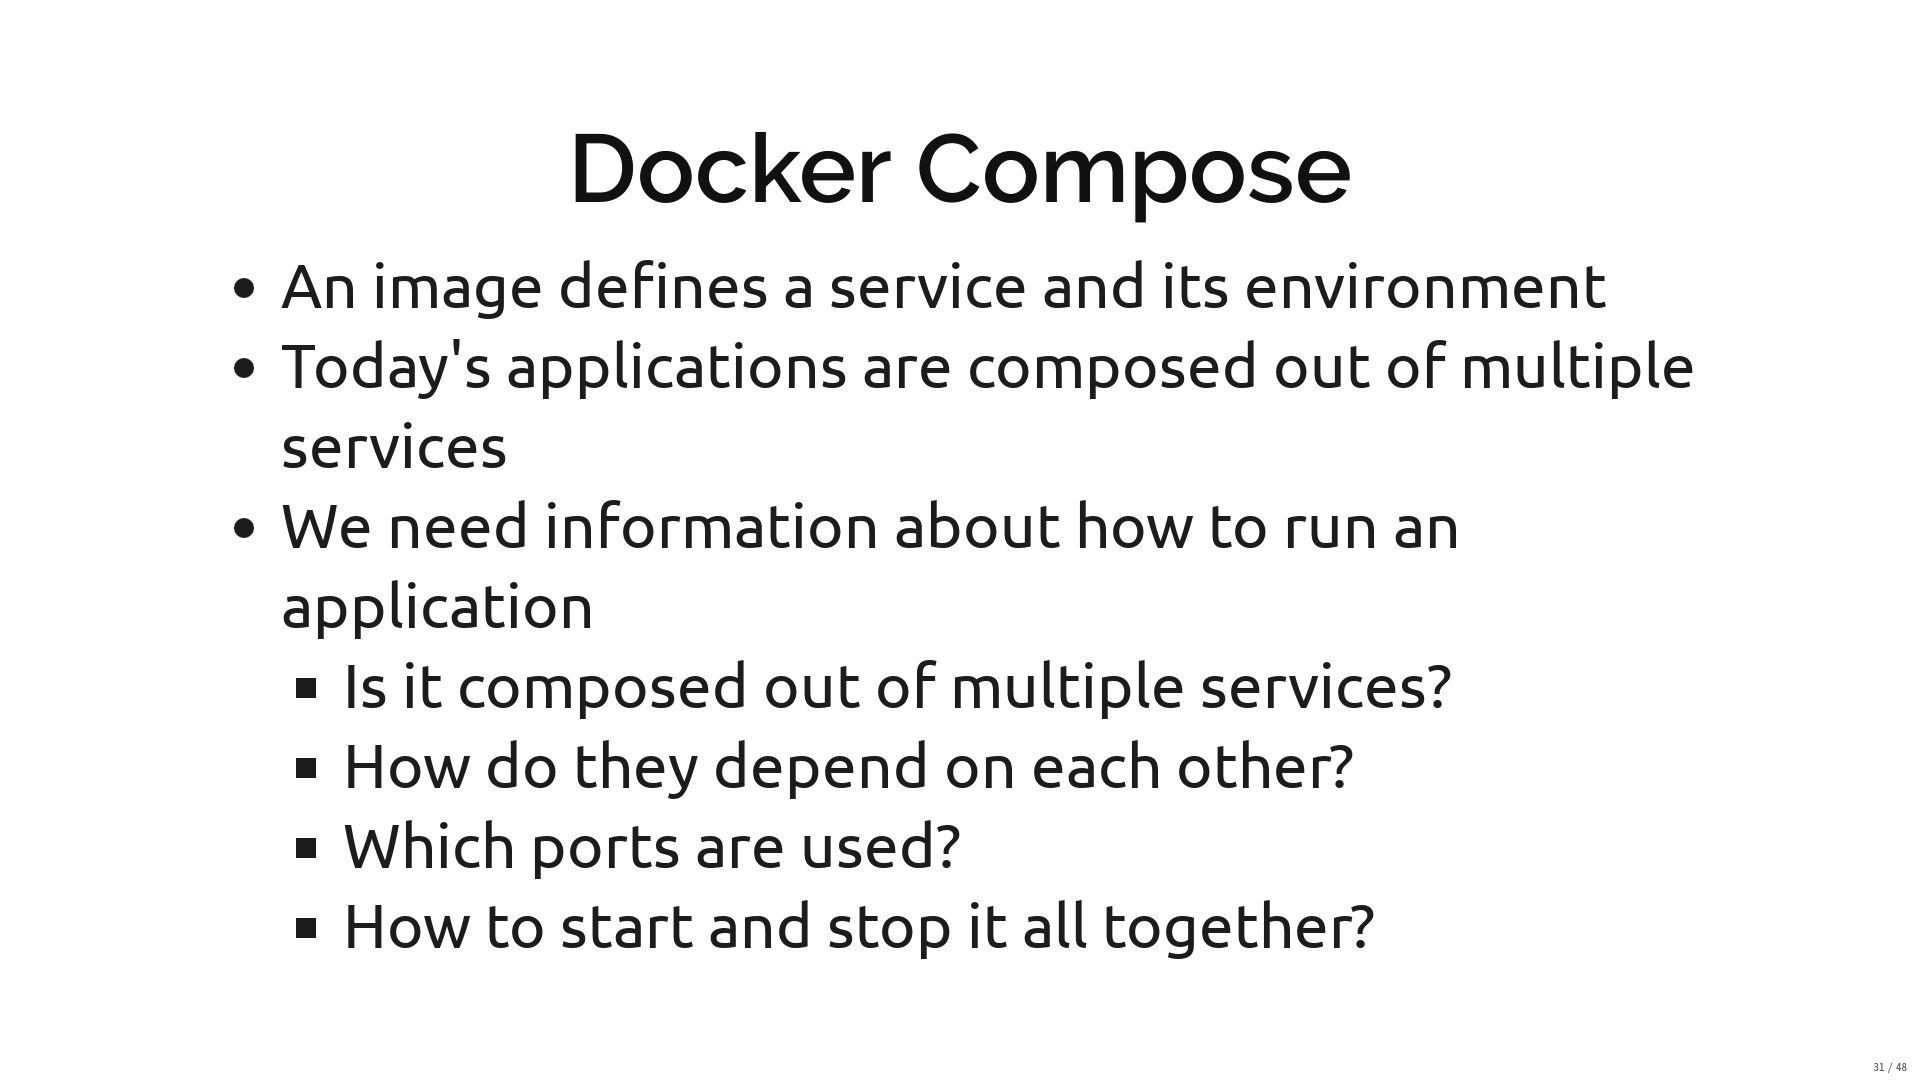 Docker Compose
An image defines a service and its environment
Today's applications are composed out of multiple
services
We need information about how to run an
application
Is it composed out of multiple services?
How do they depend on each other?
Which ports are used?
How to start and stop it all together?
31 / 48